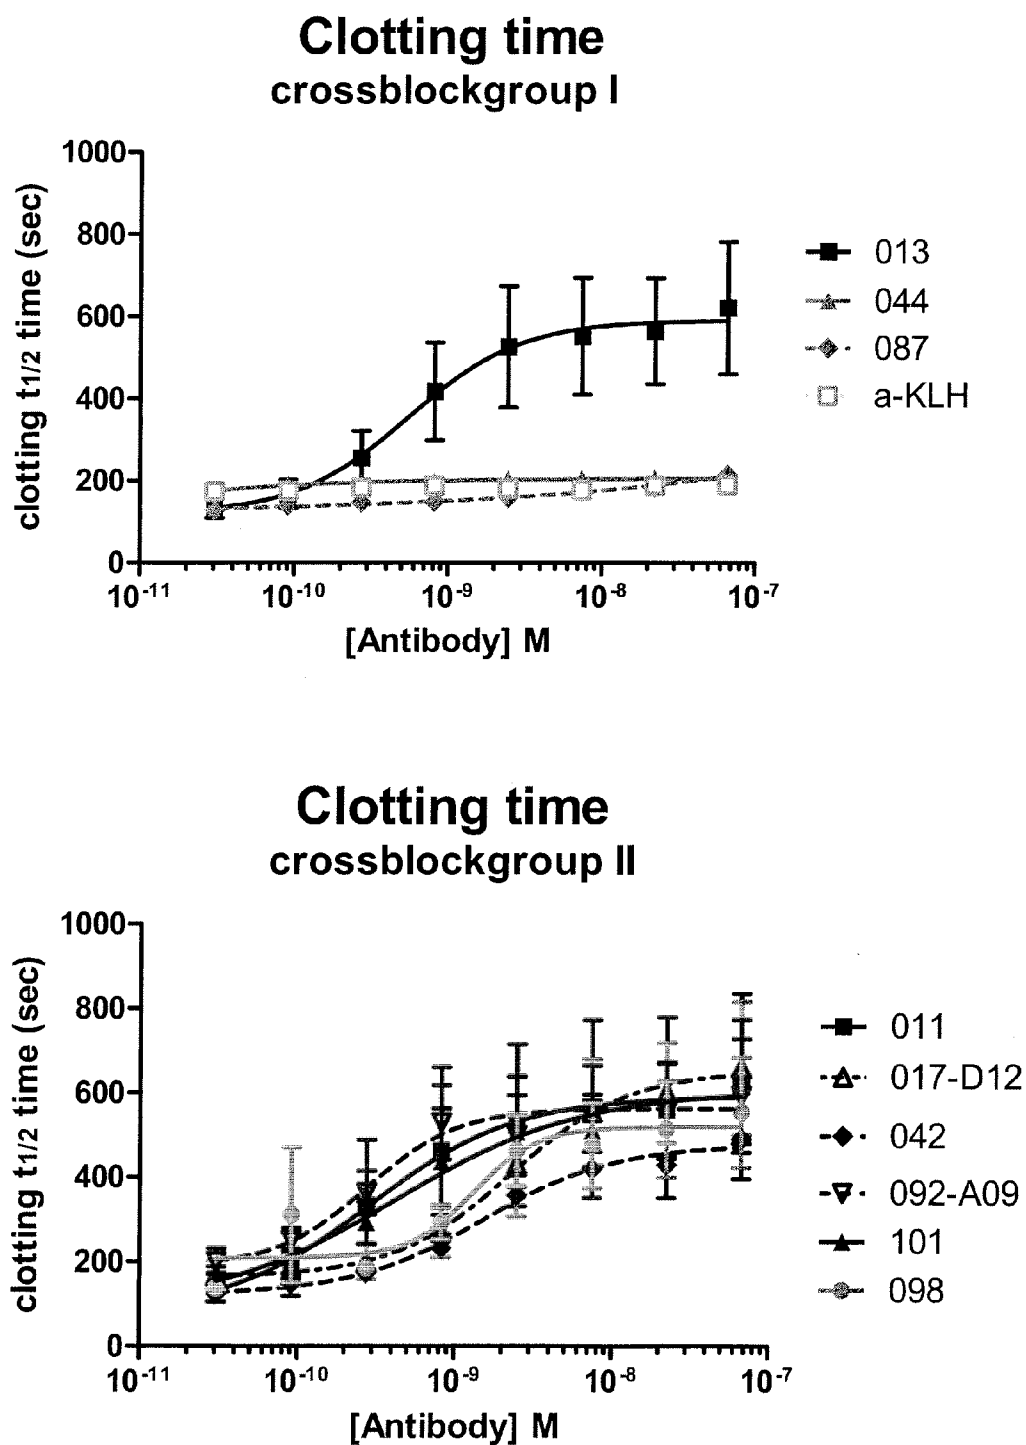 Clotting time
crossblockgroup I
clotting t1/2 time (sec)
1000
800
600
400
200
0
10-11
10-10
10-9
10-8
10-7
[Antibody] M
013
044
087
a-KLH
Clotting time
crossblockgroup II
clotting t1/2 time (sec)
1000
800
600
400
200
0
10-11
10-10
10-9
10-8
10-7
[Antibody] M
011
017-D12
042
092-A09
101
098